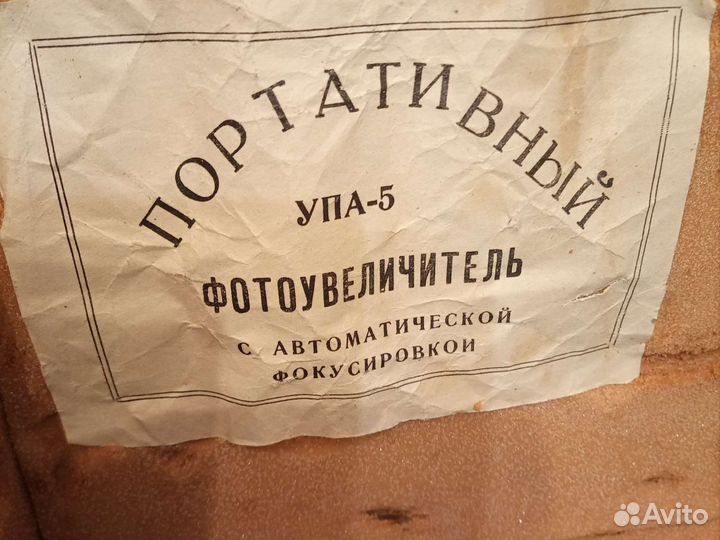 ПОРТАТИВНЫЙ
УПА-5
ФОТОУВЕЛИЧИТЕЛЬ
С АВТОМАТИЧЕСКОЙ
ФОКУСИРОВКОЙ
Avito